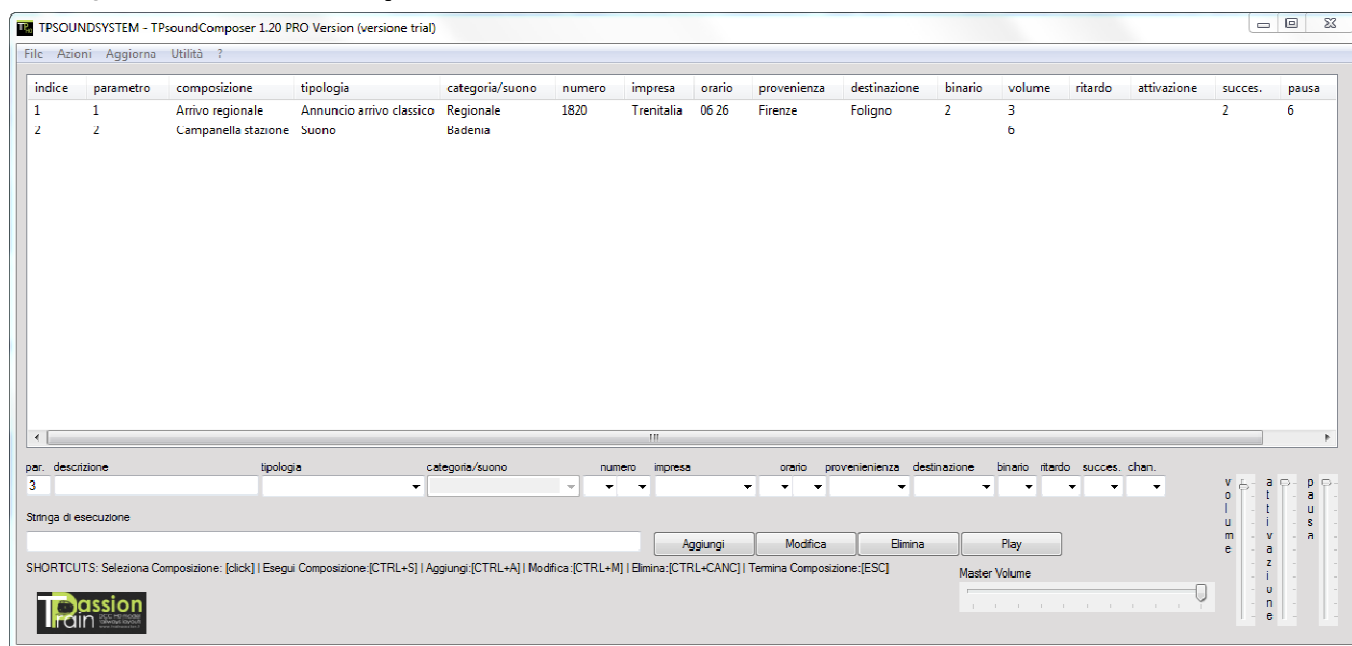 TPSOUNDSYSTEM - TPsoundComposer 1.20 PRO Version (versione trial)
File Azioni Aggiorna Utilità ?
indice parametro composizione tipologia categoria/suono numero impresa orario provenienza destinazione binario volume ritardo attivazione succes. pausa
1 1 Arrivo regionale Annuncio arrivo classico Regionale 1820 Trenitalia 06 26 Firenze Foligno 2 3 2 6
2 2 Campanella stazione Suono Badenia 6
par. descrizione tipologia categoria/suono numero impresa orario provenienienza destinazione binario ritardo succes. chan.
3
volume attivazione pausa
Stringa di esecuzione
Aggiungi Modifica Elimina Play
SHORTCUTS: Seleziona Composizione: [click] | Esegui Composizione:[CTRL+S] | Aggiungi:[CTRL+A] | Modifica:[CTRL+M] | Elimina:[CTRL+CANC] | Termina Composizione:[ESC]
Master Volume
TPassion
Train